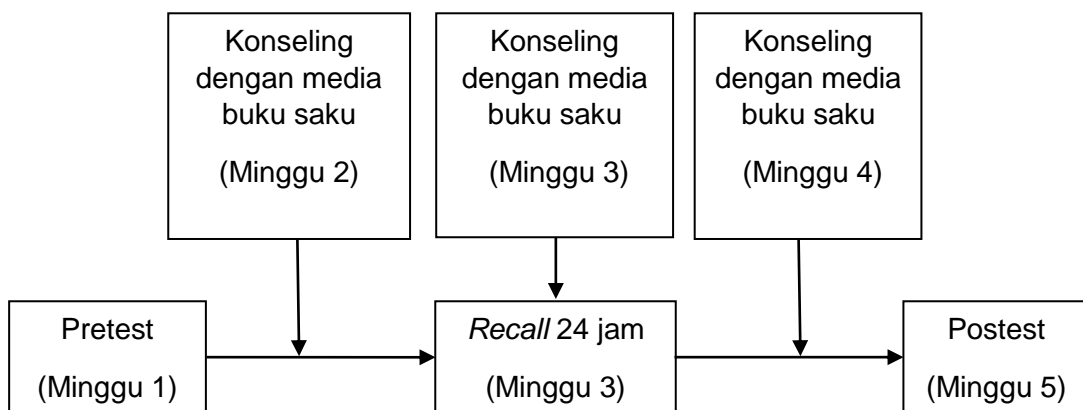 Konseling
dengan media
buku saku
(Minggu 2)
Konseling
dengan media
buku saku
(Minggu 3)
Konseling
dengan media
buku saku
(Minggu 4)
Pretest
(Minggu 1)
Recall 24 jam
(Minggu 3)
Postest
(Minggu 5)